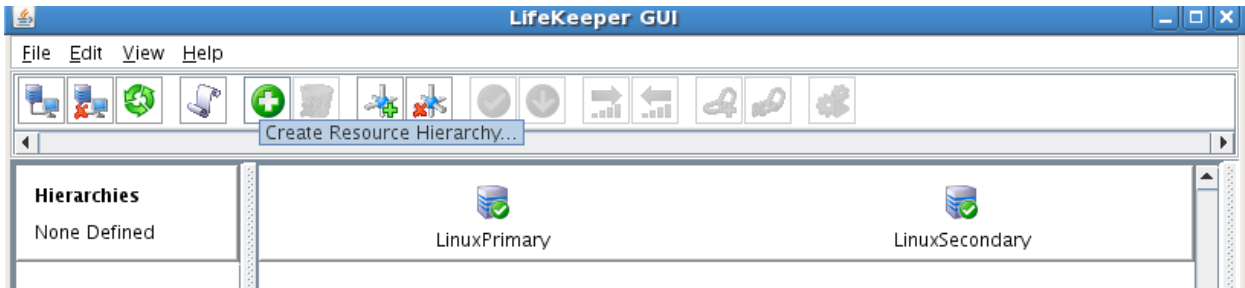 LifeKeeper GUI
File Edit View Help
Create Resource Hierarchy...
Hierarchies
None Defined
LinuxPrimary
LinuxSecondary